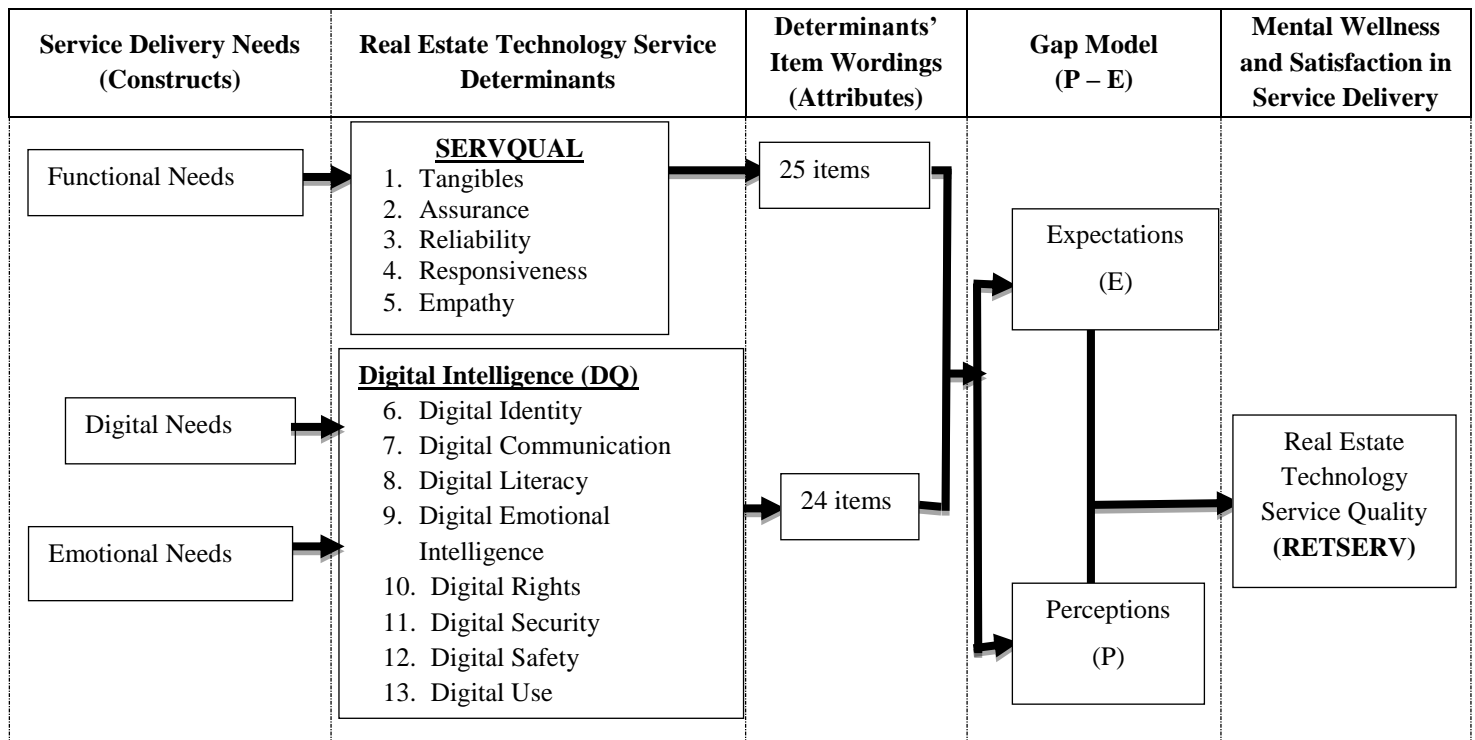 Service Delivery Needs
(Constructs)
Real Estate Technology Service
Determinants
Determinants’
Item Wordings
(Attributes)
Gap Model
(P – E)
Mental Wellness
and Satisfaction in
Service Delivery
Functional Needs
SERVQUAL
1. Tangibles
2. Assurance
3. Reliability
4. Responsiveness
5. Empathy
25 items
Expectations
(E)
Digital Needs
Emotional Needs
Digital Intelligence (DQ)
6. Digital Identity
7. Digital Communication
8. Digital Literacy
9. Digital Emotional
Intelligence
10. Digital Rights
11. Digital Security
12. Digital Safety
13. Digital Use
24 items
Perceptions
(P)
Real Estate
Technology
Service Quality
(RETSERV)